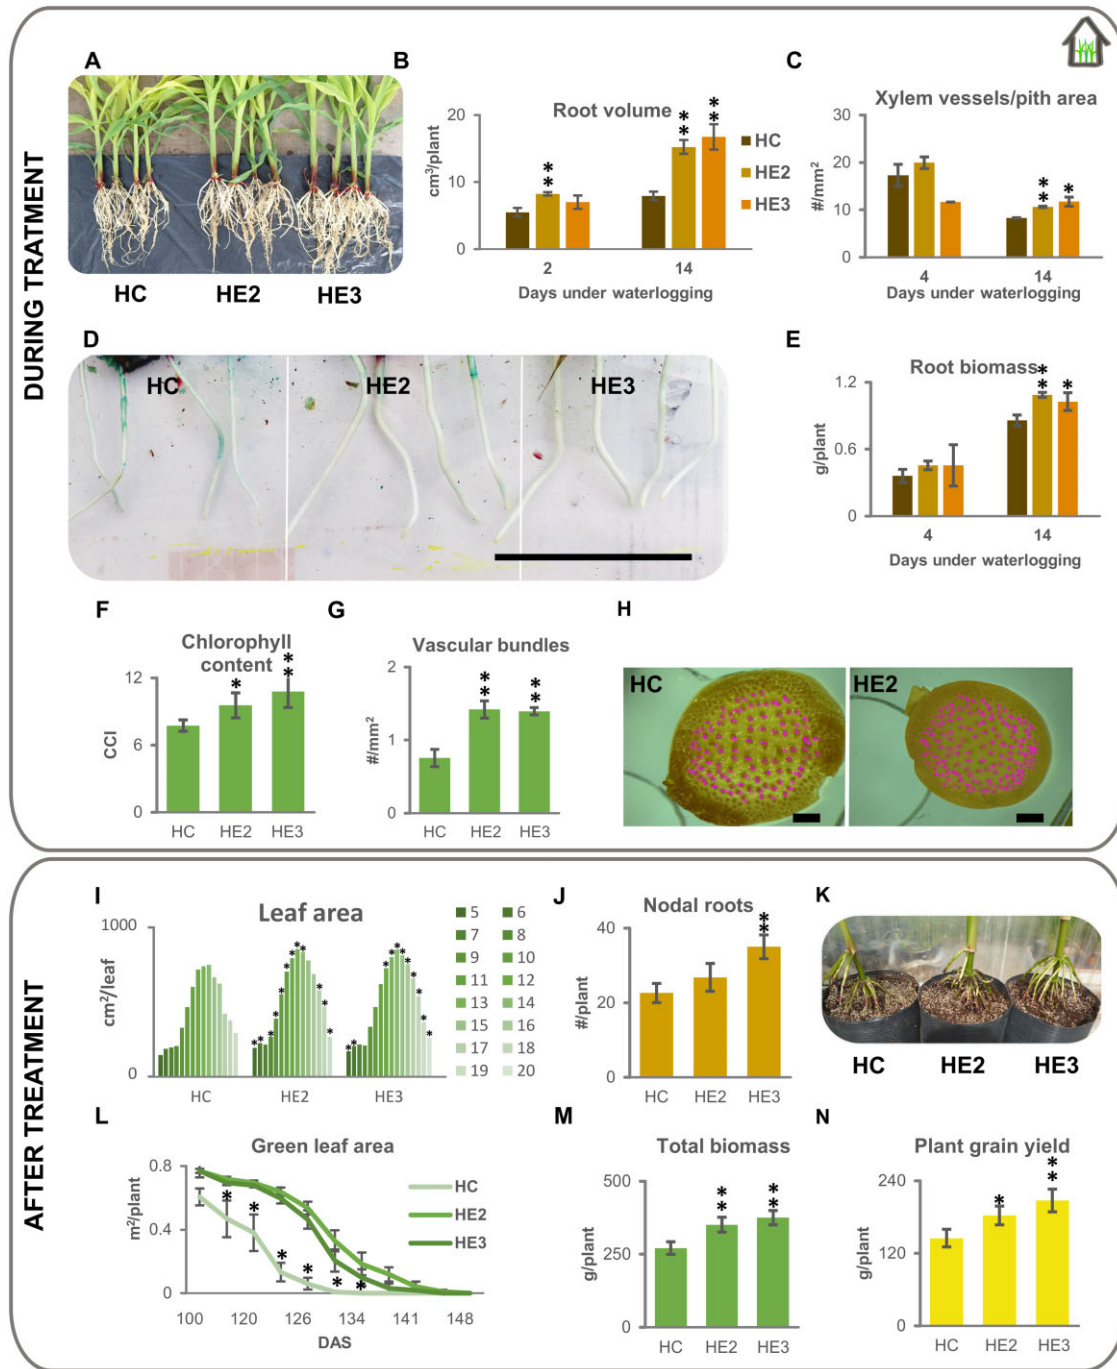 DURING TRATMENT
A
HC HE2 HE3
B
Root volume
cm³/plant
20
10
0
2 14
Days under waterlogging
** ** **
HC
HE2
HE3
C
Xylem vessels/pith area
#/mm²
30
20
10
0
** *
4 14
Days under waterlogging
D
HC HE2 HE3
E
Root biomass
g/plant
1.2
0.6
0
** *
4 14
Days under waterlogging
F
Chlorophyll
content
CCI
12
6
0
* **
HC HE2 HE3
G
Vascular bundles
#/mm²
2
1
0
** **
HC HE2 HE3
H
HC HE2
AFTER TREATMENT
I
Leaf area
cm²/leaf
1000
0
HC HE2 HE3
5 6
7 8
9 10
11 12
13 14
15 16
17 18
19 20
J
Nodal roots
#/plant
40
20
0
**
HC HE2 HE3
K
HC HE2 HE3
L
Green leaf area
m²/plant
0.8
0.4
0
* * * * * *
HC
HE2
HE3
100 120 126 134 141 148
DAS
M
Total biomass
g/plant
500
250
0
** **
HC HE2 HE3
N
Plant grain yield
g/plant
240
120
0
* **
HC HE2 HE3